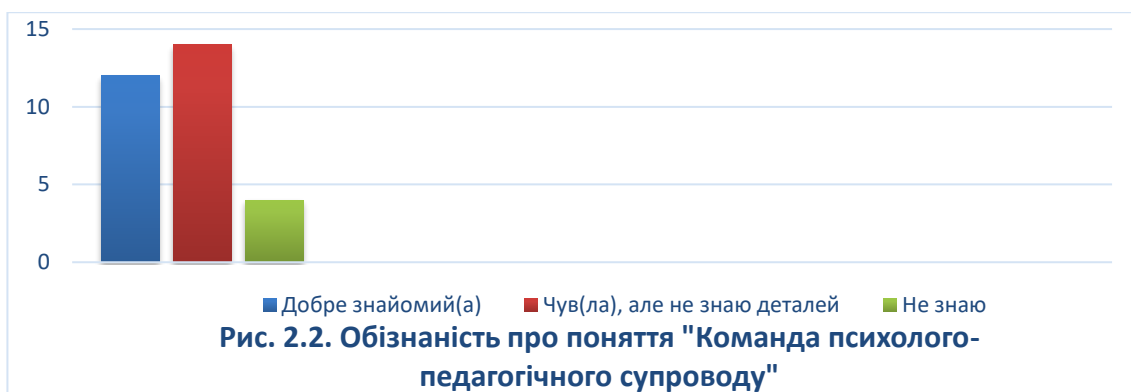 15
10
5
0
Добре знайомий(а) Чув(ла), але не знаю деталей Не знаю
Рис. 2.2. Обізнаність про поняття "Команда психолого-
педагогічного супроводу"